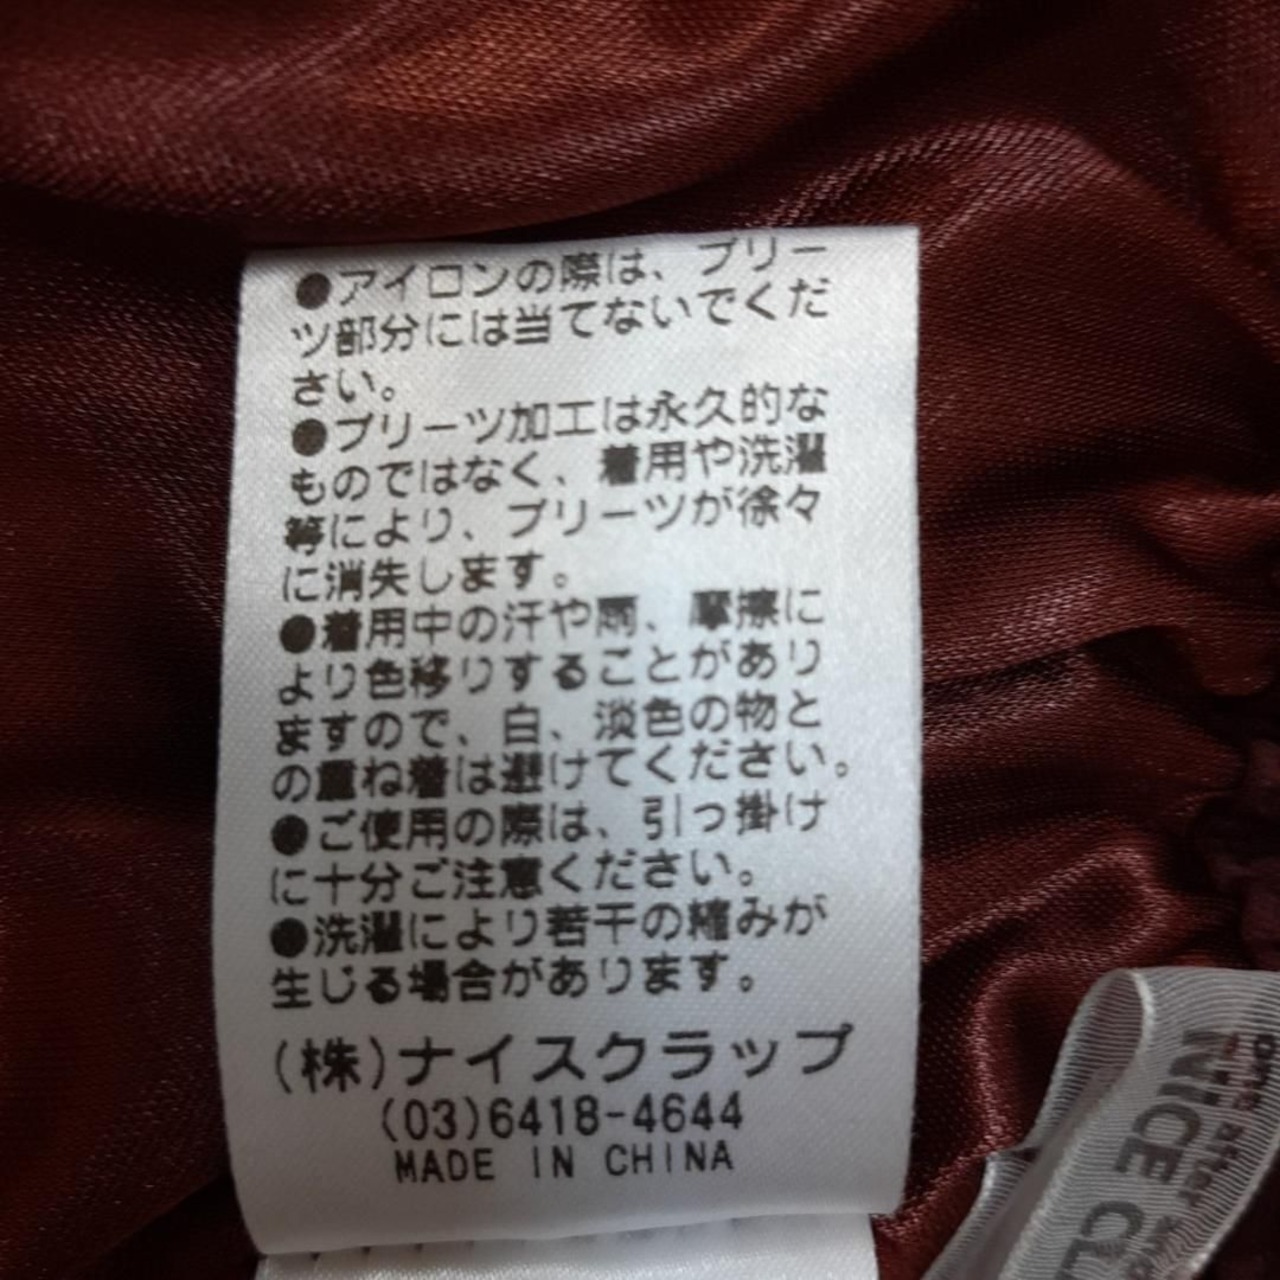 ●アイロンの際は、プリー
ツ部分には当てないでくだ
さい。
●プリーツ加工は永久的な
ものではなく、着用や洗濯
等により、プリーツが徐々
に消失します。
●着用中の汗や雨、摩擦に
より色移りすることがあり
ますので、白、淡色の物と
の重ね着は避けてください。
●ご使用の際は、引っ掛け
に十分ご注意ください。
●洗濯により若干の縮みが
生じる場合があります。
(株)ナイスクラップ
(03)6418-4644
MADE IN CHINA
one after
NICE CL